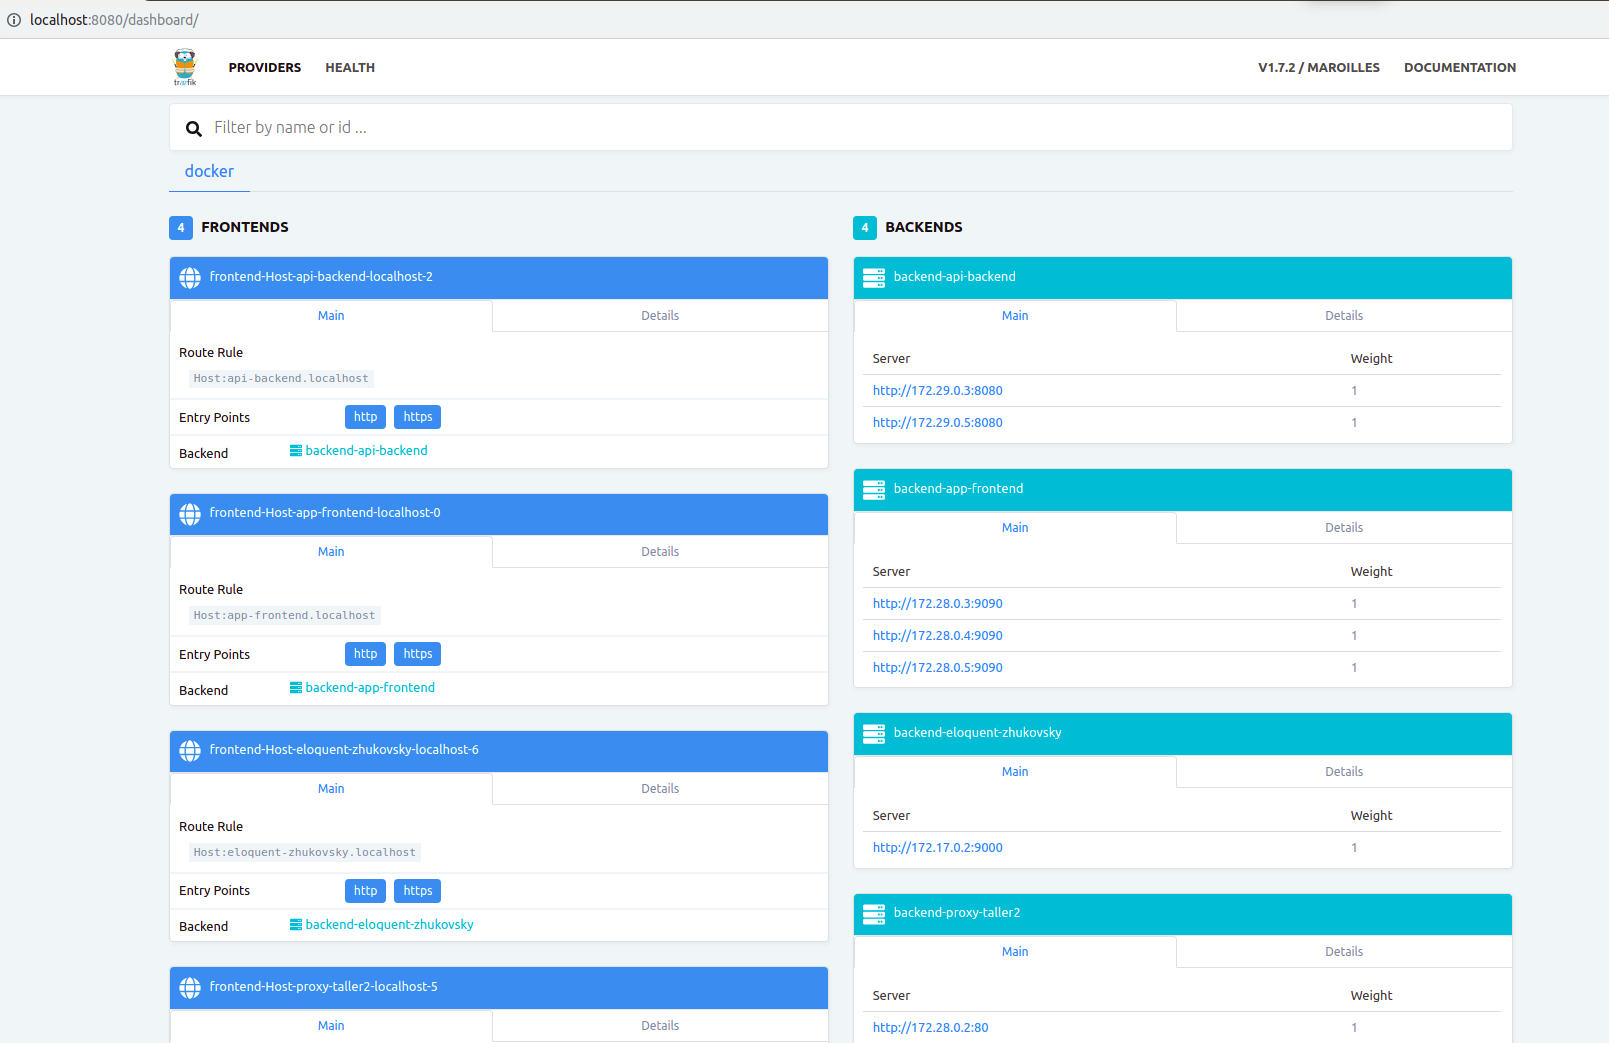 localhost:8080/dashboard/
træfik
PROVIDERS
HEALTH
V1.7.2 / MAROILLES
DOCUMENTATION
Filter by name or id ...
docker
4 FRONTENDS
frontend-Host-api-backend-localhost-2
Main
Details
Route Rule
Host:api-backend.localhost
Entry Points http https
Backend backend-api-backend
frontend-Host-app-frontend-localhost-0
Main
Details
Route Rule
Host:app-frontend.localhost
Entry Points http https
Backend backend-app-frontend
frontend-Host-eloquent-zhukovsky-localhost-6
Main
Details
Route Rule
Host:eloquent-zhukovsky.localhost
Entry Points http https
Backend backend-eloquent-zhukovsky
frontend-Host-proxy-taller2-localhost-5
Main
Details
4 BACKENDS
backend-api-backend
Main
Details
Server Weight
http://172.29.0.3:8080 1
http://172.29.0.5:8080 1
backend-app-frontend
Main
Details
Server Weight
http://172.28.0.3:9090 1
http://172.28.0.4:9090 1
http://172.28.0.5:9090 1
backend-eloquent-zhukovsky
Main
Details
Server Weight
http://172.17.0.2:9000 1
backend-proxy-taller2
Main
Details
Server Weight
http://172.28.0.2:80 1